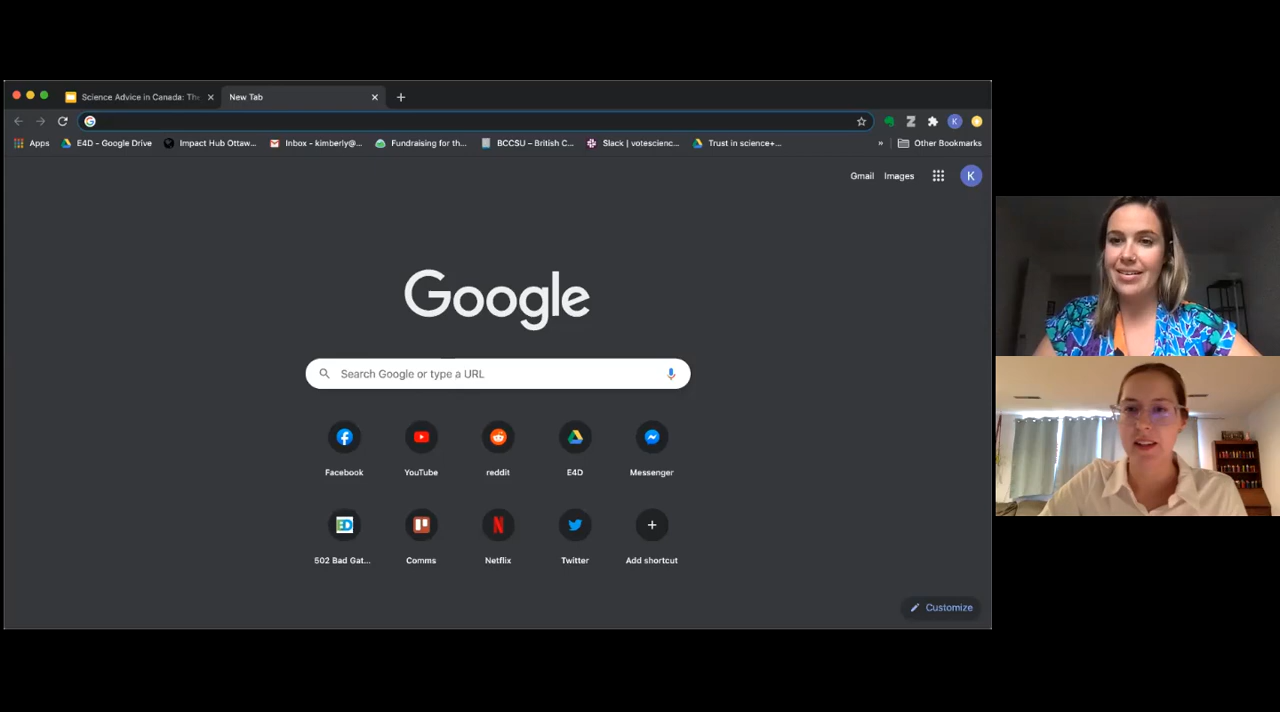 Science Advice in Canada: The
New Tab
E4D - Google Drive
Apps
Impact Hub Ottaw...
Inbox - kimberly@...
Fundraising for th...
BCCSU – British C...
Slack | votescienc...
Trust in science+...
»
Other Bookmarks
K
Gmail
Images
K
Google
Search Google or type a URL
Facebook
YouTube
reddit
E4D
Messenger
502 Bad Gat...
Comms
Netflix
Twitter
Add shortcut
Customize